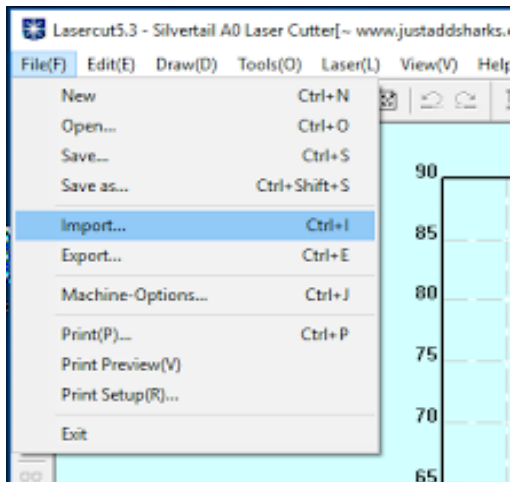 Lasercut5.3 - Silvertail A0 Laser Cutter[~ www.justaddsharks.
File(F) Edit(E) Draw(D) Tools(O) Laser(L) View(V) Help
New Ctrl+N
Open... Ctrl+O
Save... Ctrl+S
Save as... Ctrl+Shift+S
Import... Ctrl+I
Export... Ctrl+E
Machine-Options... Ctrl+J
Print(P)... Ctrl+P
Print Preview(V)
Print Setup(R)...
Exit
90
85
80
75
70
65